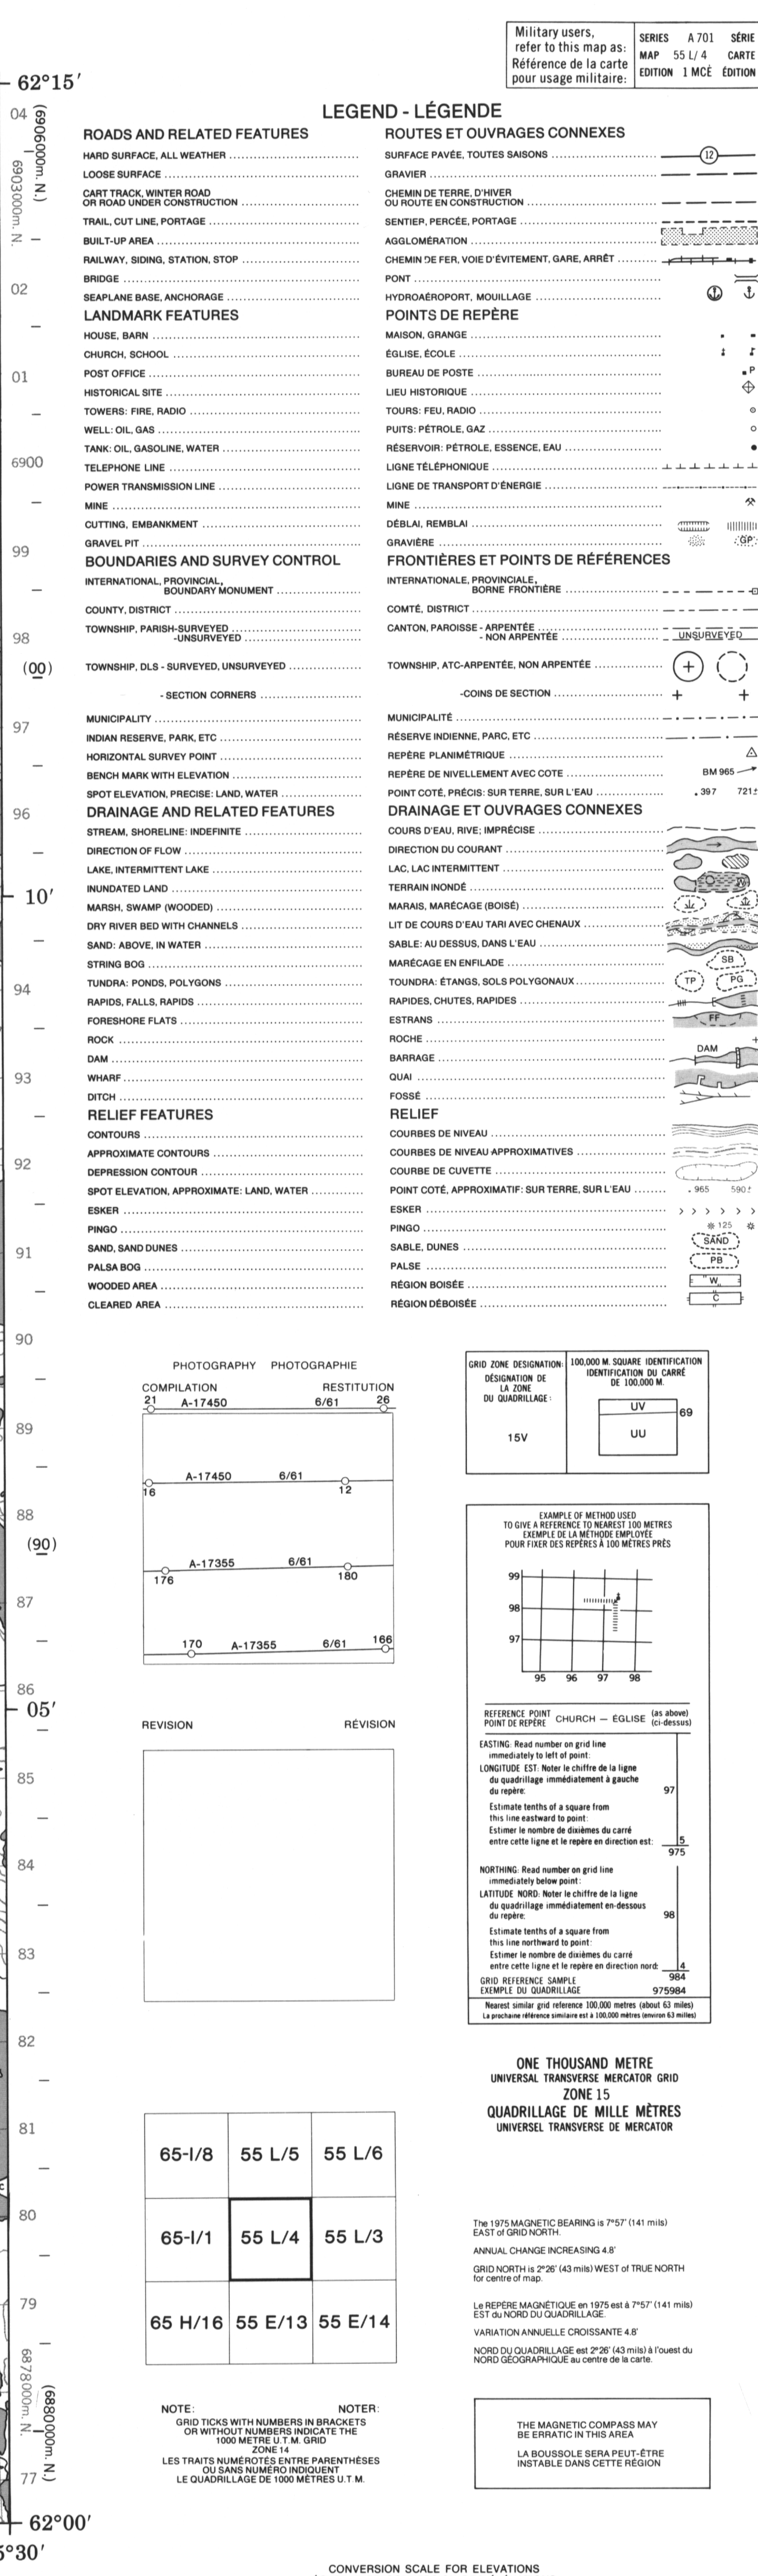 Military users,
refer to this map as:
Référence de la carte
pour usage militaire:
SERIES A 701 SÉRIE
MAP 55 L/4 CARTE
EDITION 1 MCE ÉDITION
62°15′
04
(6906000m. N.)
6903000m. N.
02
01
6900
99
98
(00)
97
96
10′
94
93
92
91
90
89
88
(90)
87
86
05′
85
84
83
82
81
80
79
6878000m. N.
(6880000m. N.)
77
62°00′
5°30′
LEGEND - LÉGENDE
ROADS AND RELATED FEATURES ROUTES ET OUVRAGES CONNEXES
HARD SURFACE, ALL WEATHER SURFACE PAVÉE, TOUTES SAISONS 12
LOOSE SURFACE GRAVIER
CART TRACK, WINTER ROAD CHEMIN DE TERRE, D'HIVER
OR ROAD UNDER CONSTRUCTION OU ROUTE EN CONSTRUCTION
TRAIL, CUT LINE, PORTAGE SENTIER, PERCÉE, PORTAGE
BUILT-UP AREA AGGLOMÉRATION
RAILWAY, SIDING, STATION, STOP CHEMIN DE FER, VOIE D'ÉVITEMENT, GARE, ARRÊT
BRIDGE PONT
SEAPLANE BASE, ANCHORAGE HYDROAÉROPORT, MOUILLAGE
LANDMARK FEATURES POINTS DE REPÈRE
HOUSE, BARN MAISON, GRANGE
CHURCH, SCHOOL ÉGLISE, ÉCOLE
POST OFFICE BUREAU DE POSTE P
HISTORICAL SITE LIEU HISTORIQUE
TOWERS: FIRE, RADIO TOURS: FEU, RADIO
WELL: OIL, GAS PUITS: PÉTROLE, GAZ
TANK: OIL, GASOLINE, WATER RÉSERVOIR: PÉTROLE, ESSENCE, EAU
TELEPHONE LINE LIGNE TÉLÉPHONIQUE
POWER TRANSMISSION LINE LIGNE DE TRANSPORT D'ÉNERGIE
MINE MINE
CUTTING, EMBANKMENT DÉBLAI, REMBLAI
GRAVEL PIT GRAVIÈRE GP
BOUNDARIES AND SURVEY CONTROL FRONTIÈRES ET POINTS DE RÉFÉRENCES
INTERNATIONAL, PROVINCIAL, INTERNATIONALE, PROVINCIALE,
BOUNDARY MONUMENT BORNE FRONTIÈRE
COUNTY, DISTRICT COMTÉ, DISTRICT
TOWNSHIP, PARISH-SURVEYED CANTON, PAROISSE - ARPENTÉE
-UNSURVEYED - NON ARPENTÉE UNSURVEYED
TOWNSHIP, DLS - SURVEYED, UNSURVEYED TOWNSHIP, ATC-ARPENTÉE, NON ARPENTÉE
- SECTION CORNERS -COINS DE SECTION
MUNICIPALITY MUNICIPALITÉ
INDIAN RESERVE, PARK, ETC RÉSERVE INDIENNE, PARC, ETC
HORIZONTAL SURVEY POINT REPÈRE PLANIMÉTRIQUE
BENCH MARK WITH ELEVATION REPÈRE DE NIVELLEMENT AVEC COTE BM 965
SPOT ELEVATION, PRECISE: LAND, WATER POINT COTÉ, PRÉCIS: SUR TERRE, SUR L'EAU .397 721±
DRAINAGE AND RELATED FEATURES DRAINAGE ET OUVRAGES CONNEXES
STREAM, SHORELINE: INDEFINITE COURS D'EAU, RIVE; IMPRÉCISE
DIRECTION OF FLOW DIRECTION DU COURANT
LAKE, INTERMITTENT LAKE LAC, LAC INTERMITTENT
INUNDATED LAND TERRAIN INONDÉ
MARSH, SWAMP (WOODED) MARAIS, MARÉCAGE (BOISÉ)
DRY RIVER BED WITH CHANNELS LIT DE COURS D'EAU TARI AVEC CHENAUX
SAND: ABOVE, IN WATER SABLE: AU DESSUS, DANS L'EAU
STRING BOG MARÉCAGE EN ENFILADE SB
TUNDRA: PONDS, POLYGONS TOUNDRA: ÉTANGS, SOLS POLYGONAUX TP PG
RAPIDS, FALLS, RAPIDS RAPIDES, CHUTES, RAPIDES
FORESHORE FLATS ESTRANS FF
ROCK ROCHE
DAM BARRAGE DAM
WHARF QUAI
DITCH FOSSÉ
RELIEF FEATURES RELIEF
CONTOURS COURBES DE NIVEAU
APPROXIMATE CONTOURS COURBES DE NIVEAU APPROXIMATIVES
DEPRESSION CONTOUR COURBE DE CUVETTE
SPOT ELEVATION, APPROXIMATE: LAND, WATER POINT COTÉ, APPROXIMATIF: SUR TERRE, SUR L'EAU .965 590±
ESKER ESKER
PINGO PINGO 125
SAND, SAND DUNES SABLE, DUNES SAND
PALSA BOG PALSE PB
WOODED AREA RÉGION BOISÉE W
CLEARED AREA RÉGION DÉBOISÉE C
PHOTOGRAPHY PHOTOGRAPHIE
COMPILATION RESTITUTION
21 A-17450 6/61 26
A-17450 6/61
16 12
A-17355 6/61
176 180
170 A-17355 6/61 166
REVISION RÉVISION
GRID ZONE DESIGNATION:
DÉSIGNATION DE
LA ZONE
DU QUADRILLAGE:
15V
100,000 M. SQUARE IDENTIFICATION
IDENTIFICATION DU CARRÉ
DE 100,000 M.
UV
69
UU
EXAMPLE OF METHOD USED
TO GIVE A REFERENCE TO NEAREST 100 METRES
EXEMPLE DE LA MÉTHODE EMPLOYÉE
POUR FIXER DES REPÈRES À 100 MÈTRES PRÈS
99
98
97
95 96 97 98
REFERENCE POINT
POINT DE REPÈRE
CHURCH — ÉGLISE
(as above)
(ci-dessus)
EASTING: Read number on grid line
immediately to left of point:
LONGITUDE EST: Noter le chiffre de la ligne
du quadrillage immédiatement à gauche
du repère: 97
Estimate tenths of a square from
this line eastward to point:
Estimer le nombre de dixièmes du carré
entre cette ligne et le repère en direction est: 5
975
NORTHING: Read number on grid line
immediately below point:
LATITUDE NORD: Noter le chiffre de la ligne
du quadrillage immédiatement en-dessous
du repère: 98
Estimate tenths of a square from
this line northward to point:
Estimer le nombre de dixièmes du carré
entre cette ligne et le repère en direction nord: 4
984
GRID REFERENCE SAMPLE
EXEMPLE DU QUADRILLAGE 975984
Nearest similar grid reference 100,000 metres (about 63 miles)
La prochaine référence similaire est à 100,000 mètres (environ 63 milles)
ONE THOUSAND METRE
UNIVERSAL TRANSVERSE MERCATOR GRID
ZONE 15
QUADRILLAGE DE MILLE MÈTRES
UNIVERSEL TRANSVERSE DE MERCATOR
65-I/8 55 L/5 55 L/6
65-I/1 55 L/4 55 L/3
65 H/16 55 E/13 55 E/14
The 1975 MAGNETIC BEARING is 7°57′ (141 mils)
EAST of GRID NORTH.
ANNUAL CHANGE INCREASING 4.8′
GRID NORTH is 2°26′ (43 mils) WEST of TRUE NORTH
for centre of map.
Le REPÈRE MAGNÉTIQUE en 1975 est à 7°57′ (141 mils)
EST du NORD DU QUADRILLAGE.
VARIATION ANNUELLE CROISSANTE 4.8′
NORD DU QUADRILLAGE est 2°26′ (43 mils) à l'ouest du
NORD GÉOGRAPHIQUE au centre de la carte.
NOTE: NOTER:
GRID TICKS WITH NUMBERS IN BRACKETS
OR WITHOUT NUMBERS INDICATE THE
1000 METRE U.T.M. GRID
ZONE 14
LES TRAITS NUMÉROTÉS ENTRE PARENTHÈSES
OU SANS NUMÉRO INDIQUENT
LE QUADRILLAGE DE 1000 MÈTRES U.T.M.
THE MAGNETIC COMPASS MAY
BE ERRATIC IN THIS AREA
LA BOUSSOLE SERA PEUT-ÊTRE
INSTABLE DANS CETTE RÉGION
CONVERSION SCALE FOR ELEVATIONS